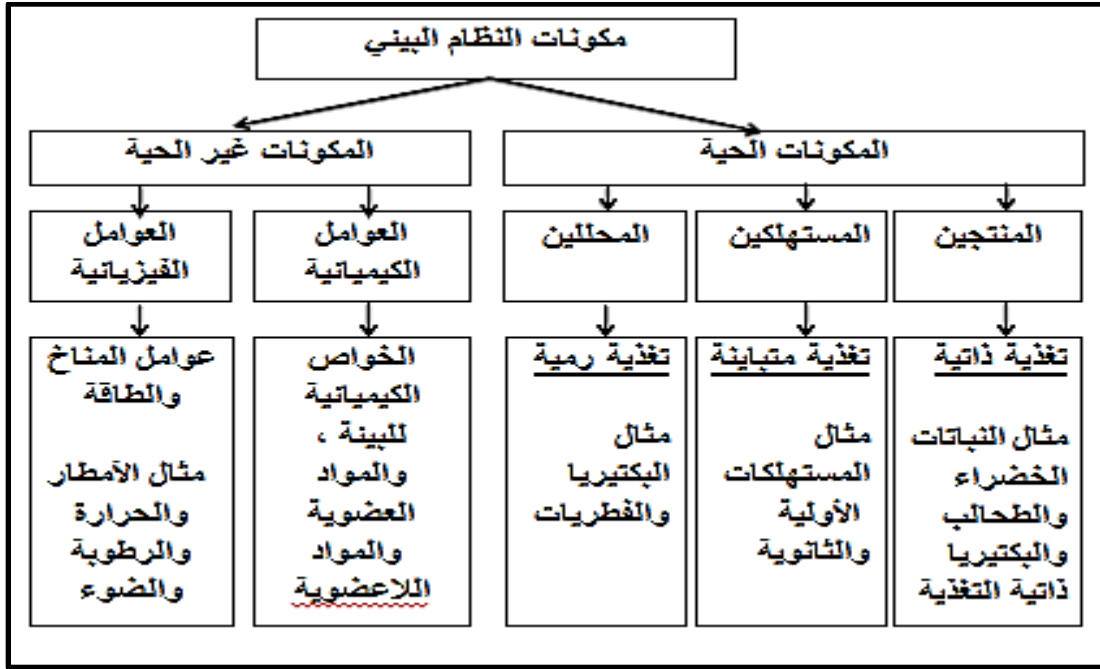 مكونات النظام البيئي
المكونات الحية
المكونات غير الحية
المنتجين
المستهلكين
المحللين
العوامل
الكيميائية
العوامل
الفيزيائية
تغذية ذاتية
مثال النباتات
الخضراء
والطحالب
والبكتيريا
ذاتية التغذية
تغذية متباينة
مثال
المستهلكات
الأولية
والثانوية
تغذية رمية
مثال
البكتيريا
والفطريات
الخواص
الكيميائية
للبيئة ،
والمواد
العضوية
والمواد
اللاعضوية
عوامل المناخ
والطاقة
مثال الأمطار
والحرارة
والرطوبة
والضوء